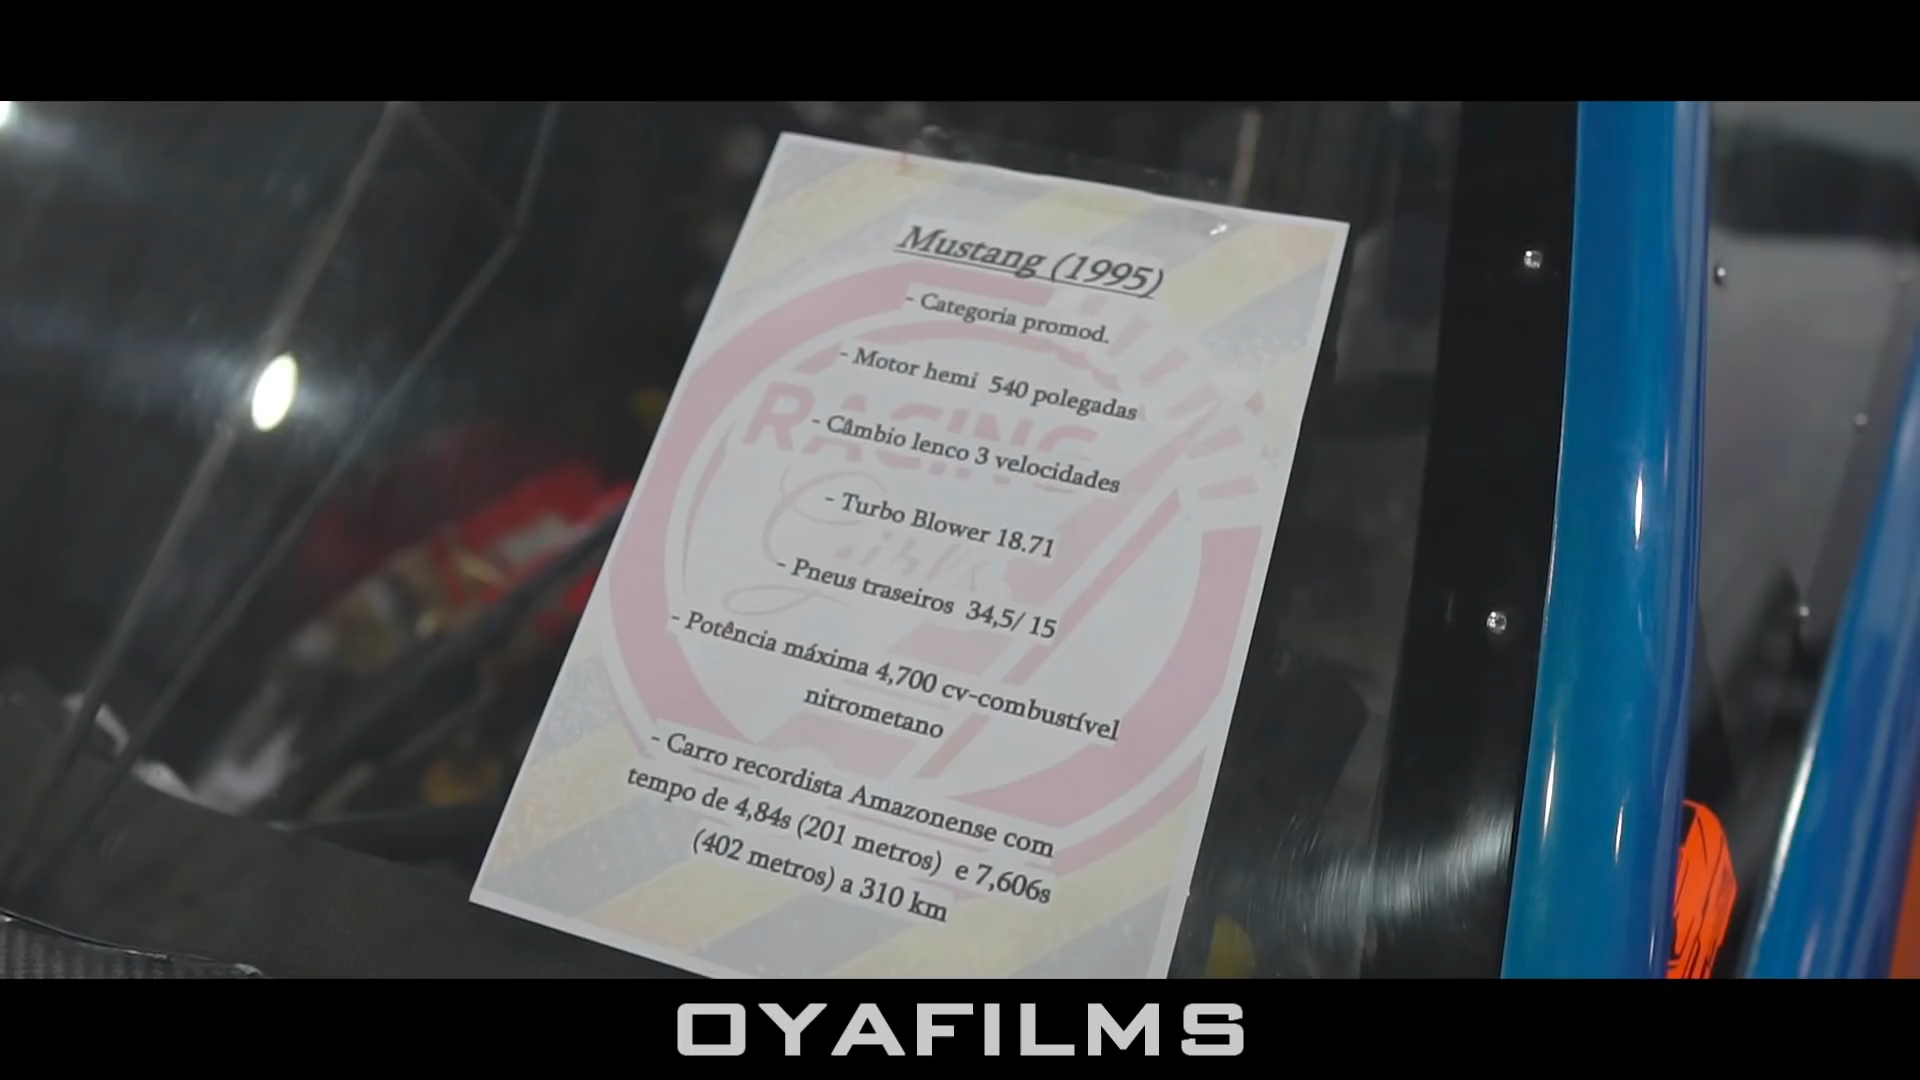 Mustang (1995)
- Categoria promod.
- Motor hemi 540 polegadas
- Câmbio lenco 3 velocidades
- Turbo Blower 18.71
- Pneus traseiros 34,5/ 15
- Potência máxima 4,700 cv-combustível
nitrometano
- Carro recordista Amazonense com
tempo de 4,84s (201 metros) e 7,606s
(402 metros) a 310 km
RACING
Girls
OYAFILMS